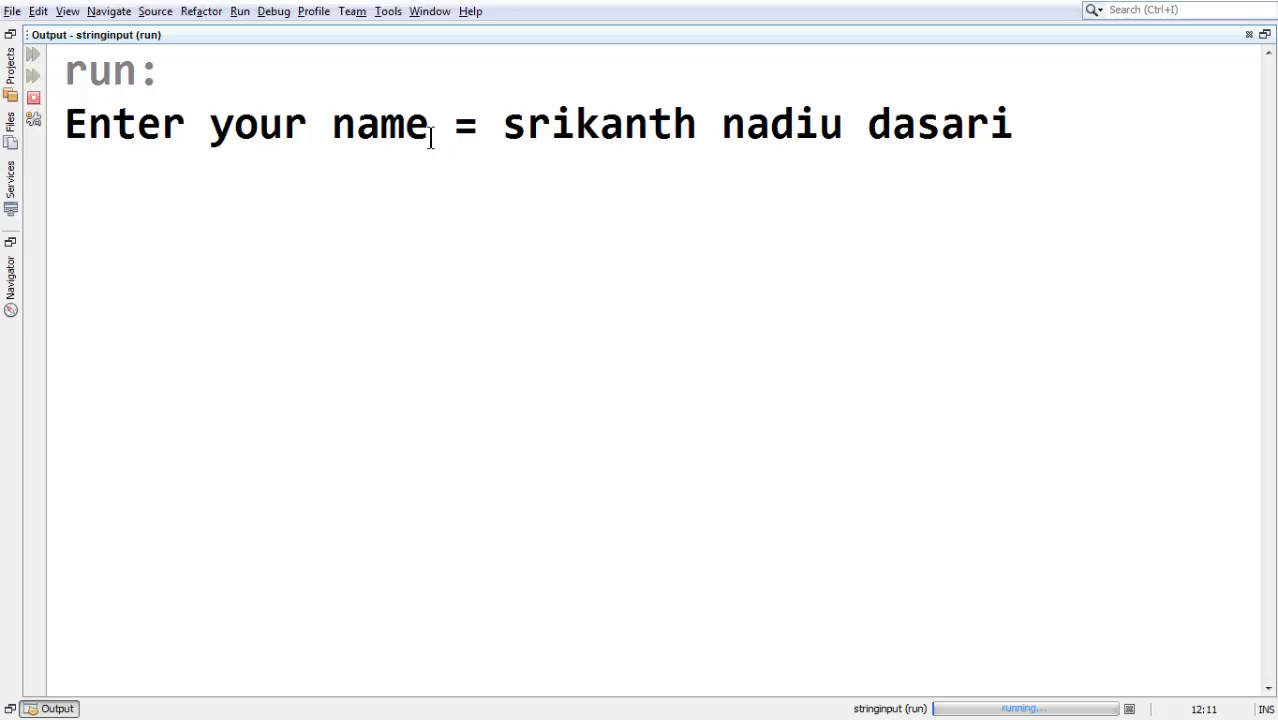 File Edit View Navigate Source Refactor Run Debug Profile Team Tools Window Help
Search (Ctrl+I)
Output - stringinput (run)
Projects
Files
Services
Navigator
run:
Enter your name = srikanth nadiu dasari
Output
stringinput (run)
running...
12:11
INS